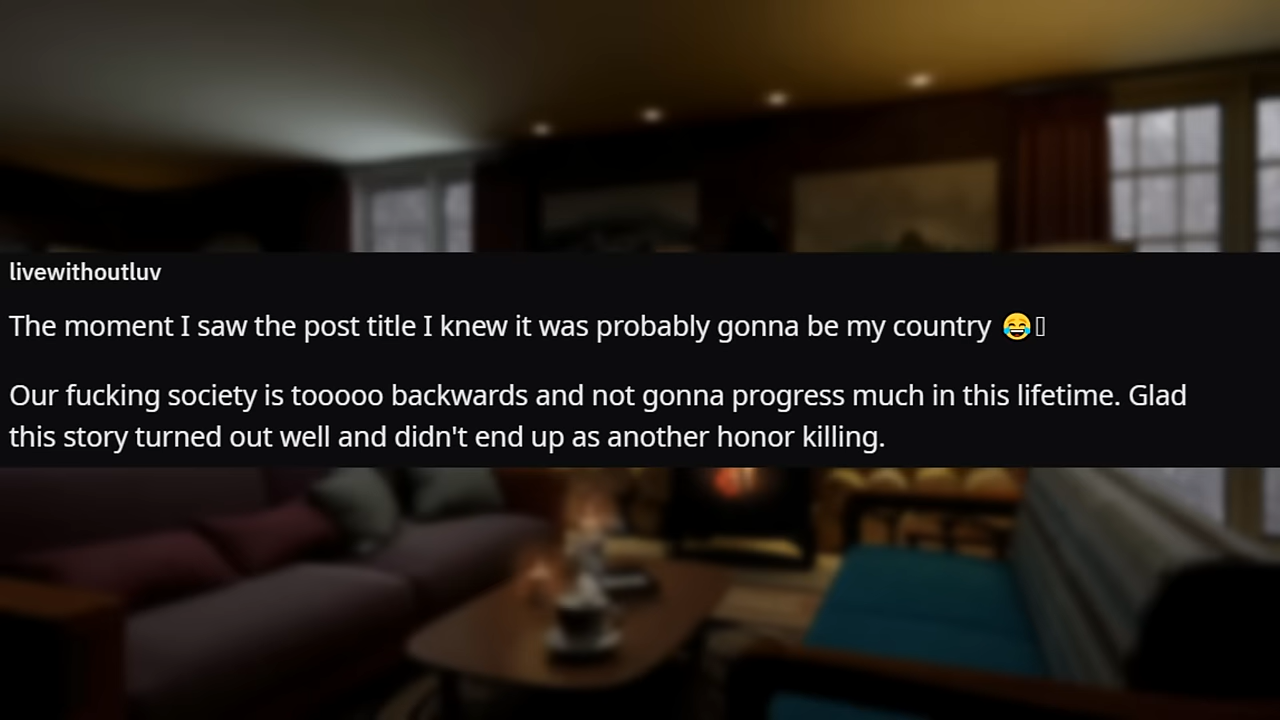 livewithoutluv
The moment I saw the post title I knew it was probably gonna be my country 😂
Our fucking society is tooooo backwards and not gonna progress much in this lifetime. Glad
this story turned out well and didn't end up as another honor killing.